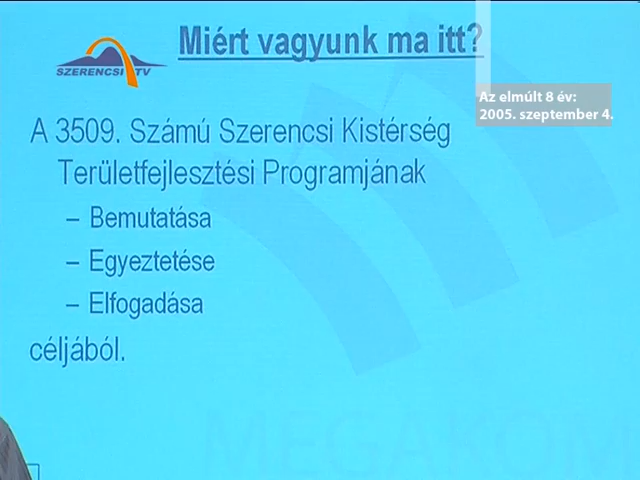 Miért vagyunk ma itt?
SZERENCSI TV
Az elmúlt 8 év:
2005. szeptember 4.
A 3509. Számú Szerencsi Kistérség
Területfejlesztési Programjának
– Bemutatása
– Egyeztetése
– Elfogadása
céljából.
MEGAKOM